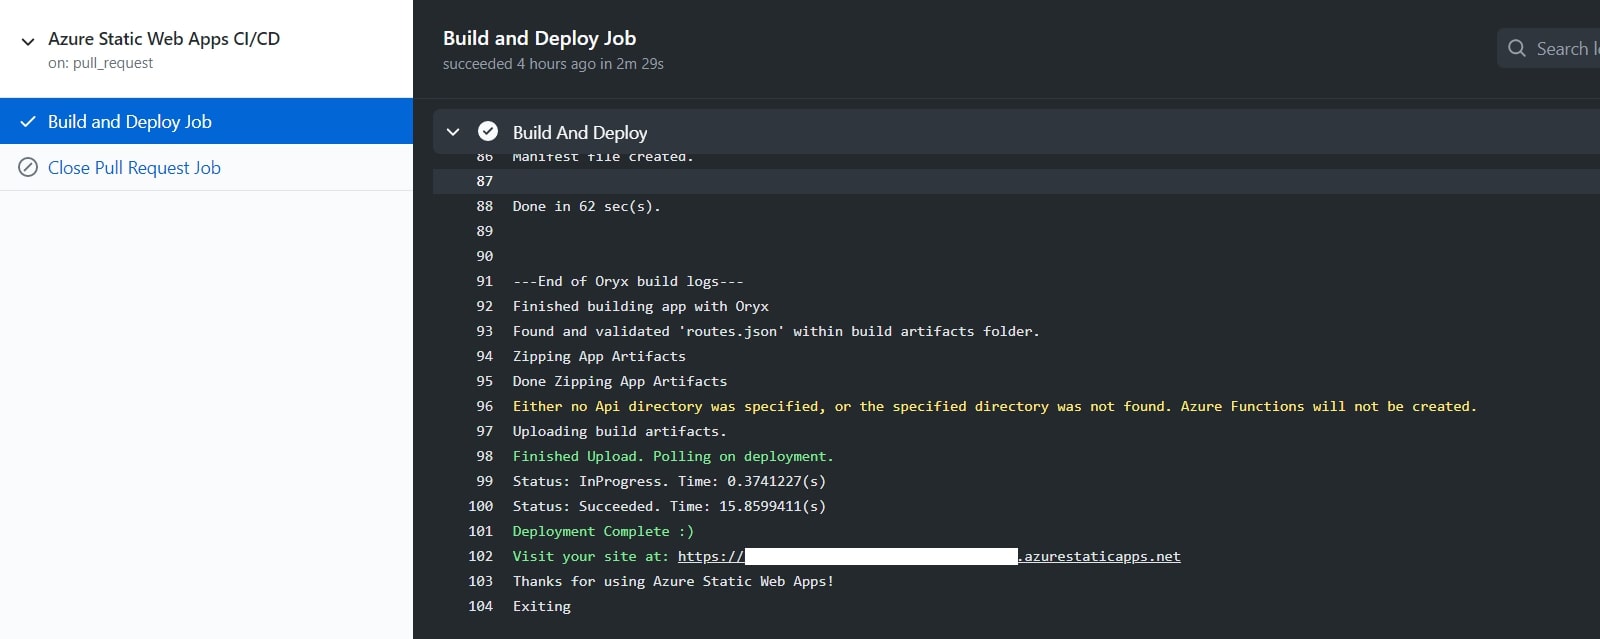 Azure Static Web Apps CI/CD
on: pull_request
Build and Deploy Job
Close Pull Request Job
Build and Deploy Job
succeeded 4 hours ago in 2m 29s
Search
Build And Deploy
86 Manifest file created.
87
88 Done in 62 sec(s).
89
90
91 ---End of Oryx build logs---
92 Finished building app with Oryx
93 Found and validated 'routes.json' within build artifacts folder.
94 Zipping App Artifacts
95 Done Zipping App Artifacts
96 Either no Api directory was specified, or the specified directory was not found. Azure Functions will not be created.
97 Uploading build artifacts.
98 Finished Upload. Polling on deployment.
99 Status: InProgress. Time: 0.3741227(s)
100 Status: Succeeded. Time: 15.8599411(s)
101 Deployment Complete :)
102 Visit your site at: https:// .azurestaticapps.net
103 Thanks for using Azure Static Web Apps!
104 Exiting